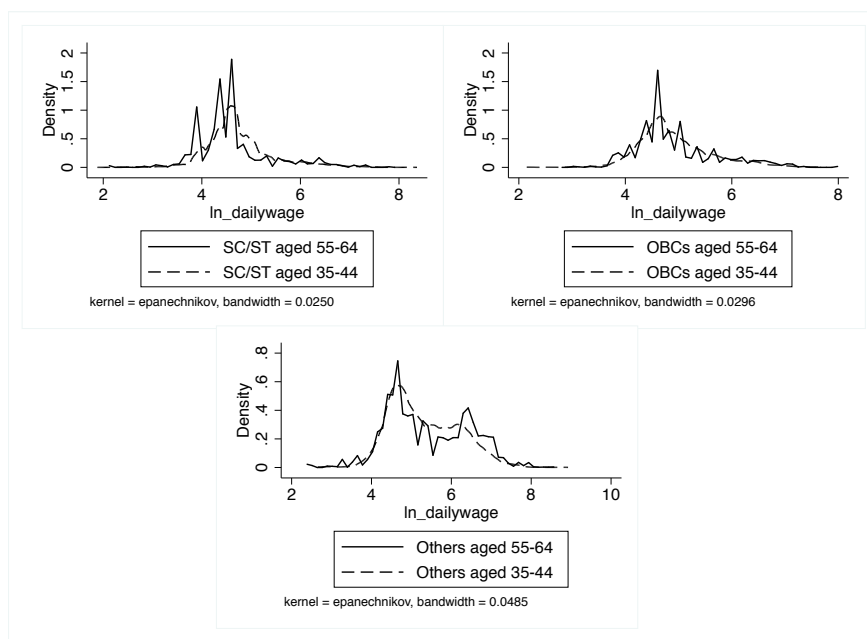 Density
0 .5 1 1.5 2
2 4 6 8
ln_dailywage
SC/ST aged 55-64
SC/ST aged 35-44
kernel = epanechnikov, bandwidth = 0.0250
Density
0 .5 1 1.5 2
2 4 6 8
ln_dailywage
OBCs aged 55-64
OBCs aged 35-44
kernel = epanechnikov, bandwidth = 0.0296
Density
0 .2 .4 .6 .8
2 4 6 8 10
ln_dailywage
Others aged 55-64
Others aged 35-44
kernel = epanechnikov, bandwidth = 0.0485